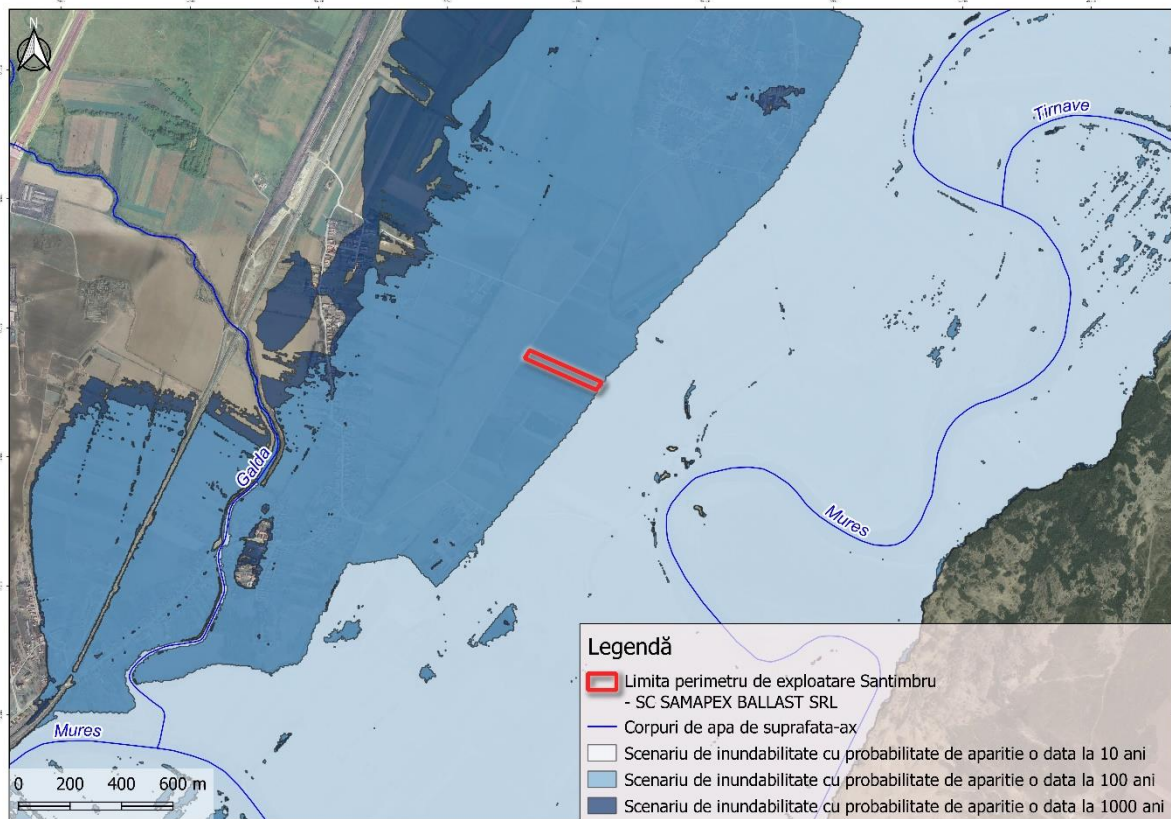 N
Tirnave
Galda
Mures
Mures
0 200 400 600 m
Legendă
Limita perimetru de exploatare Santimbru
- SC SAMAPEX BALLAST SRL
Corpuri de apa de suprafata-ax
Scenariu de inundabilitate cu probabilitate de aparitie o data la 10 ani
Scenariu de inundabilitate cu probabilitate de aparitie o data la 100 ani
Scenariu de inundabilitate cu probabilitate de aparitie o data la 1000 ani